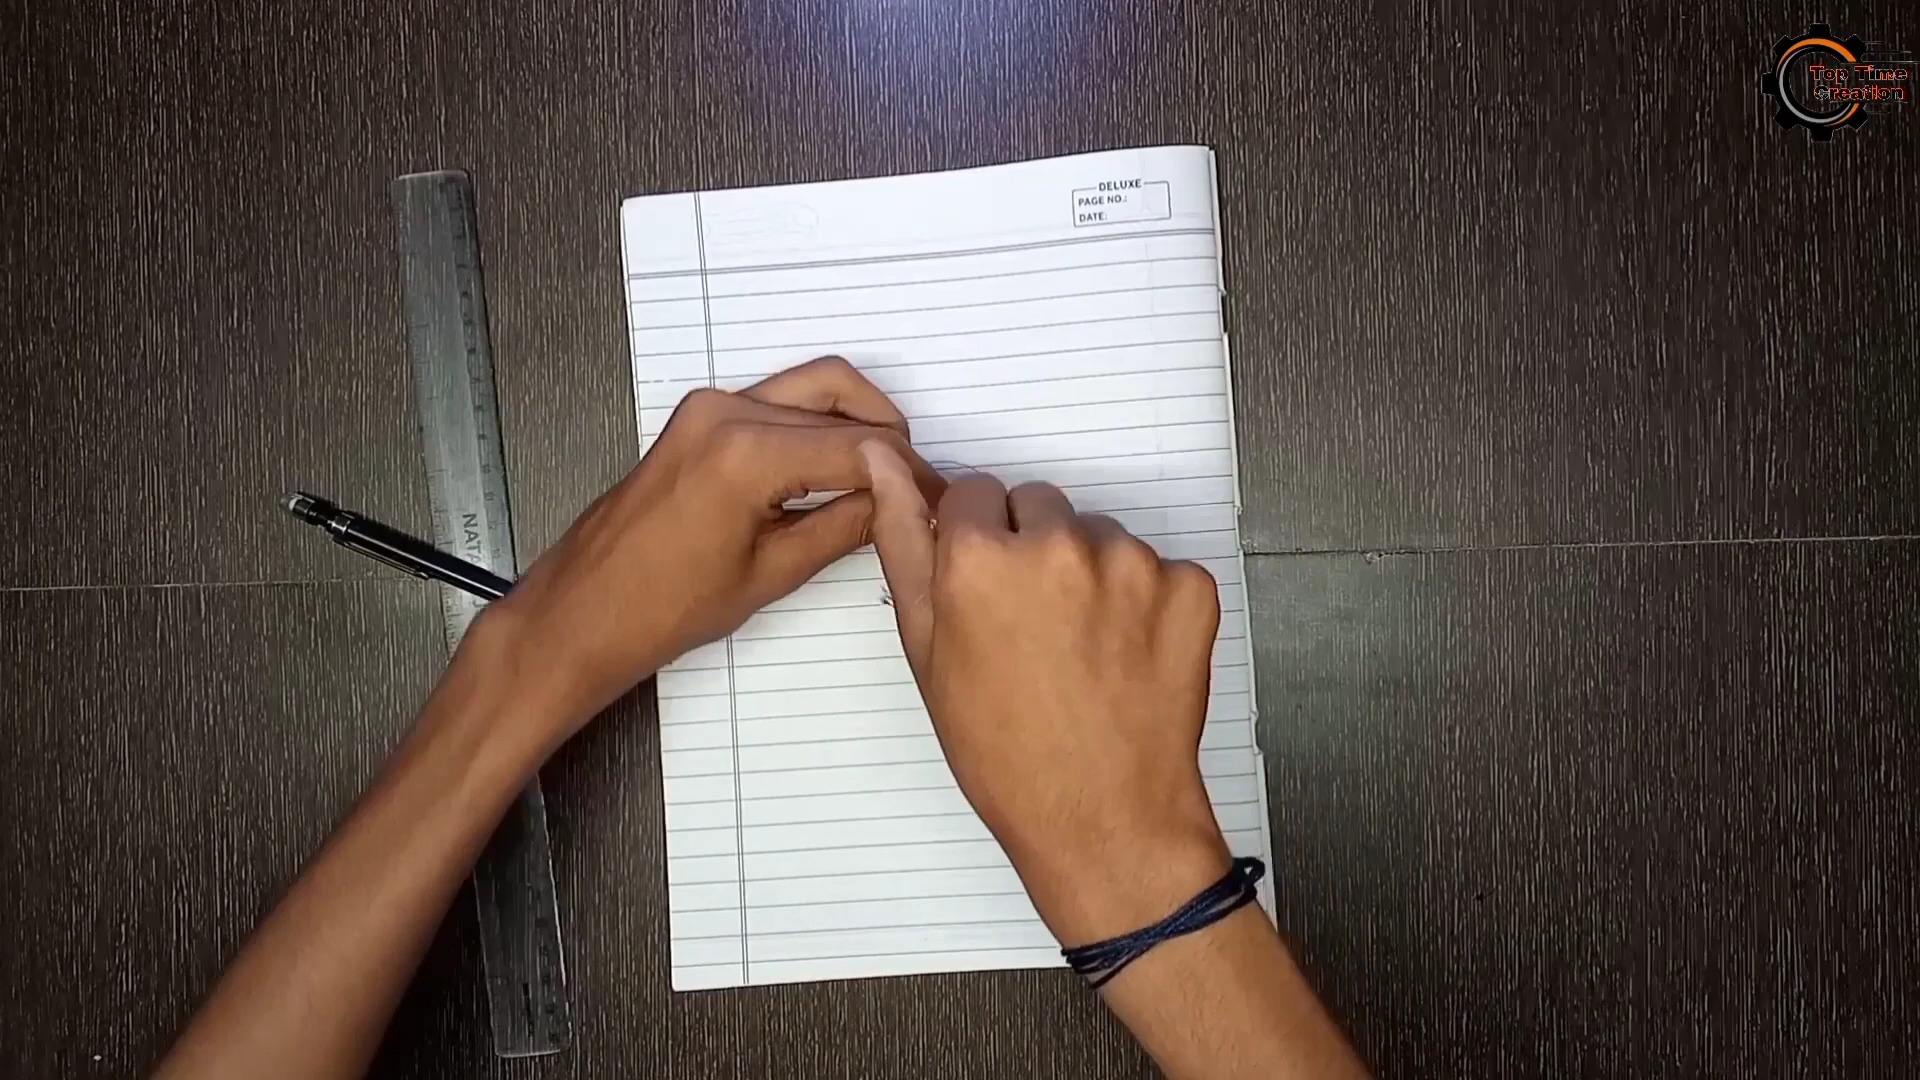 Top Time
Creation
DELUXE
PAGE NO.:
DATE: